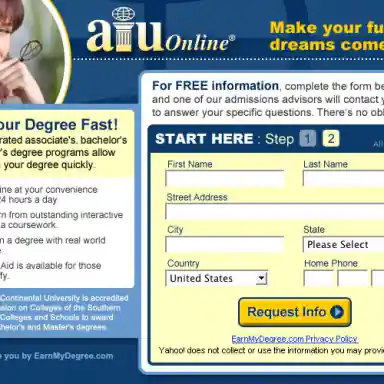 aiu Online®
Make your fu
dreams come
For FREE information, complete the form be
and one of our admissions advisors will contact
to answer your specific questions. There's no obl
our Degree Fast!
rated associate's. bachelor's
's degree programs allow
your degree quickly.
ine at your convenience
24 hours a day
rn from outstanding interactive
a coursework.
n a degree with real world
Aid is available for those
fy.
Continental University is accredited
ission on Colleges of the Southern
Colleges and Schools to award
helor's and Master's degrees.
you by EarnMyDegree.com
START HERE : Step 1 2
All
First Name
Last Name
Street Address
City
State
Please Select
Country
Home Phone
United States
Request Info
EarnMyDegree.com Privacy Policy
Yahoo! does not collect or use the information you may provi